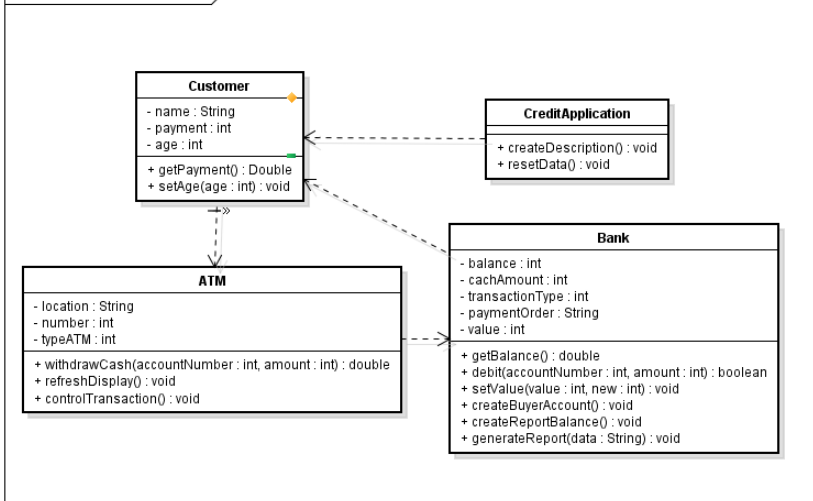 Customer
- name : String
- payment : int
- age : int
+ getPayment() : Double
+ setAge(age : int) : void
CreditApplication
+ createDescription() : void
+ resetData() : void
ATM
- location : String
- number : int
- typeATM : int
+ withdrawCash(accountNumber : int, amount : int) : double
+ refreshDisplay() : void
+ controlTransaction() : void
Bank
- balance : int
- cachAmount : int
- transactionType : int
- paymentOrder : String
- value : int
+ getBalance() : double
+ debit(accountNumber : int, amount : int) : boolean
+ setValue(value : int, new : int) : void
+ createBuyerAccount() : void
+ createReportBalance() : void
+ generateReport(data : String) : void